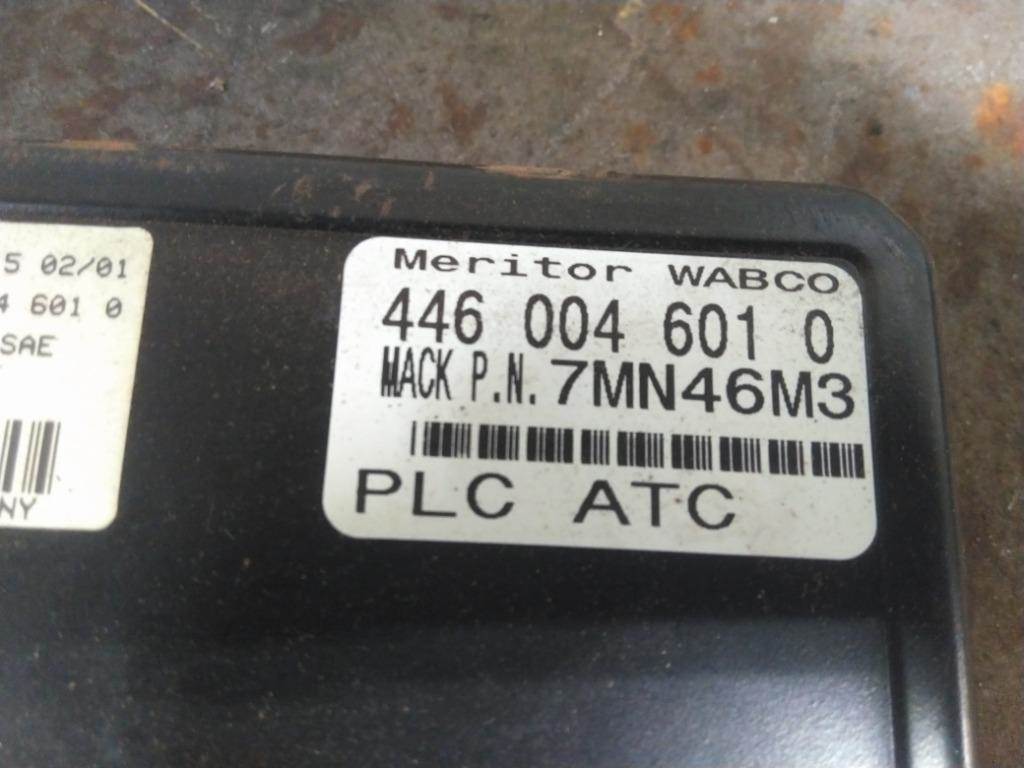 5 02/01
4 601 0
SAE
NY
Meritor WABCO
446 004 601 0
MACK P.N. 7MN46M3
PLC ATC